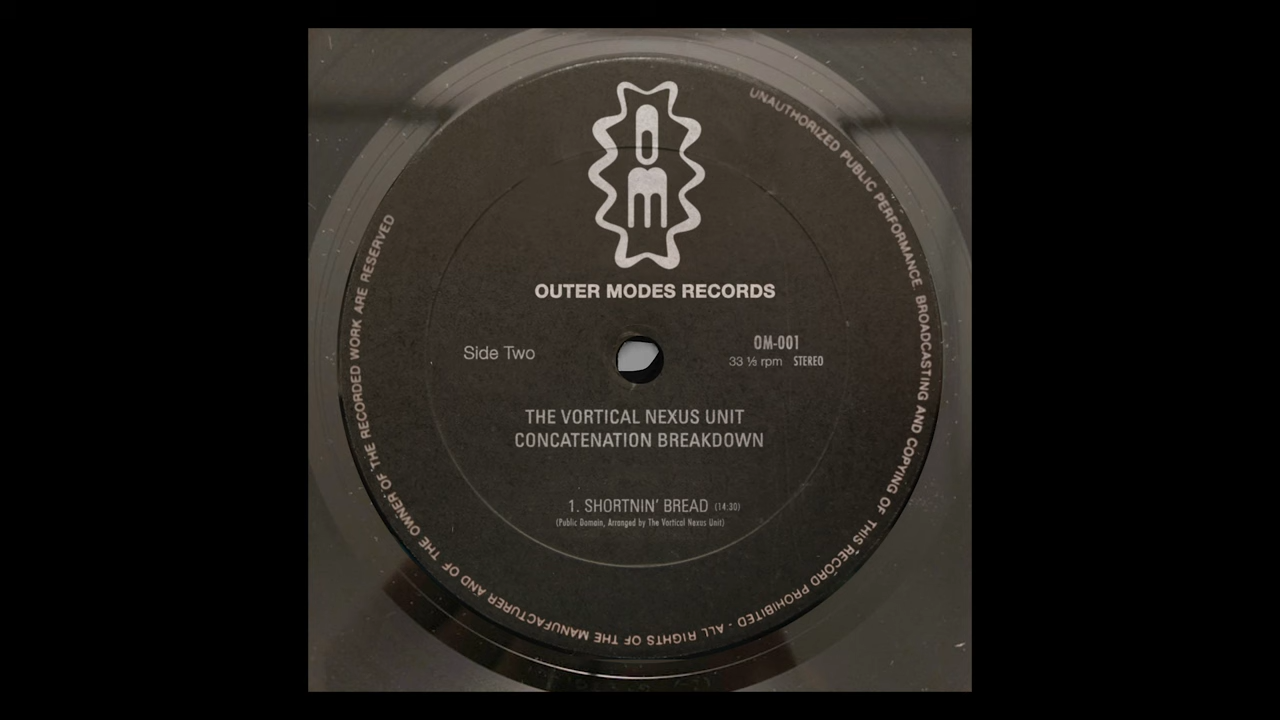 OM
OUTER MODES RECORDS
Side Two
OM-001
33 ⅓ rpm STEREO
THE VORTICAL NEXUS UNIT
CONCATENATION BREAKDOWN
1. SHORTNIN' BREAD (14:30)
(Public Domain, Arranged by The Vortical Nexus Unit)
UNAUTHORIZED PUBLIC PERFORMANCE. BROADCASTING AND COPYING OF THIS RECORD PROHIBITED - ALL RIGHTS OF THE MANUFACTURER AND OF THE OWNER OF THE RECORDED WORK ARE RESERVED